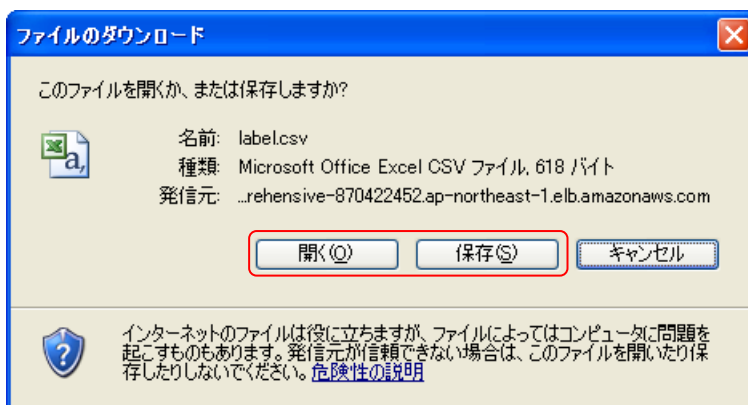 ファイルのダウンロード
このファイルを開くか、または保存しますか?
名前: label.csv
種類: Microsoft Office Excel CSV ファイル, 618 バイト
発信元: ...rehensive-870422452.ap-northeast-1.elb.amazonaws.com
開く(O) 保存(S) キャンセル
インターネットのファイルは役に立ちますが、ファイルによってはコンピュータに問題を
起こすものもあります。発信元が信頼できない場合は、このファイルを開いたり保
存したりしないでください。危険性の説明